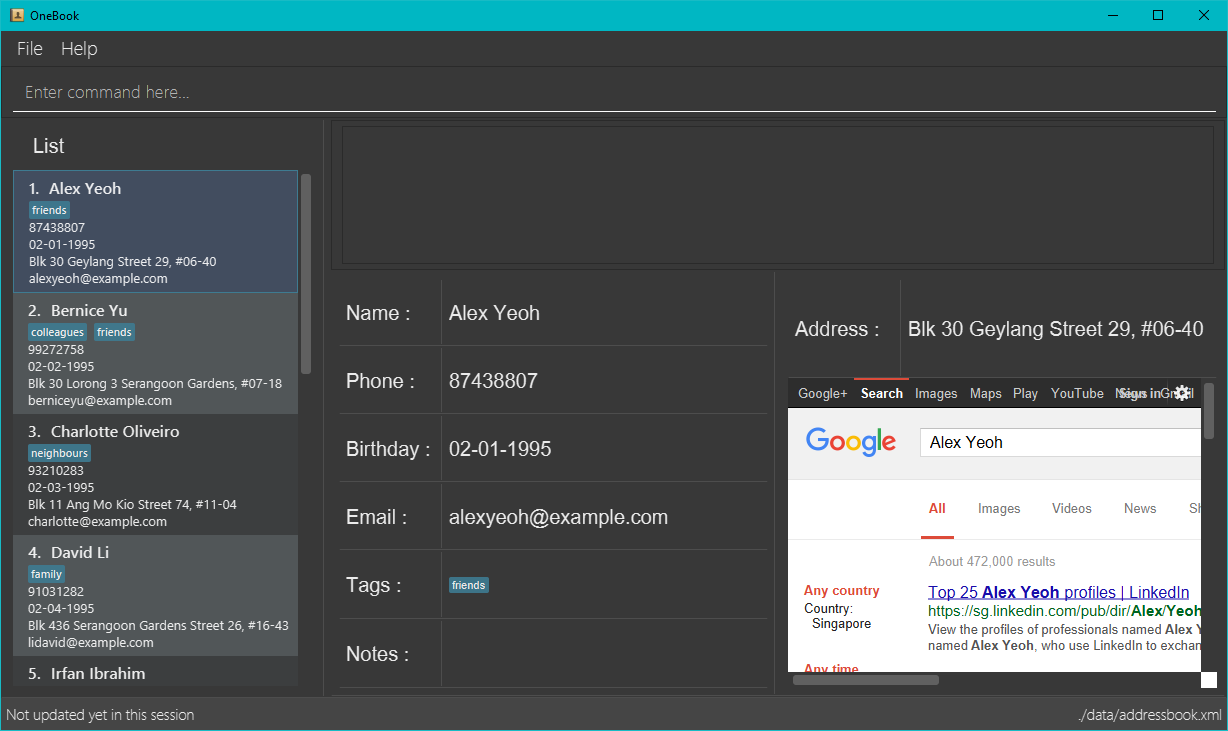 OneBook
File Help
Enter command here...
List
1. Alex Yeoh
friends
87438807
02-01-1995
Blk 30 Geylang Street 29, #06-40
alexyeoh@example.com
2. Bernice Yu
colleagues friends
99272758
02-02-1995
Blk 30 Lorong 3 Serangoon Gardens, #07-18
berniceyu@example.com
3. Charlotte Oliveiro
neighbours
93210283
02-03-1995
Blk 11 Ang Mo Kio Street 74, #11-04
charlotte@example.com
4. David Li
family
91031282
02-04-1995
Blk 436 Serangoon Gardens Street 26, #16-43
lidavid@example.com
5. Irfan Ibrahim
Name : Alex Yeoh
Phone : 87438807
Birthday : 02-01-1995
Email : alexyeoh@example.com
Tags : friends
Notes :
Address : Blk 30 Geylang Street 29, #06-40
Google+ Search Images Maps Play YouTube News Sign in Gmail
Google Alex Yeoh
All Images Videos News Sh
About 472,000 results
Any country
Country:
Singapore
Any time
Top 25 Alex Yeoh profiles | LinkedIn
https://sg.linkedin.com/pub/dir/Alex/Yeoh
View the profiles of professionals named Alex Y
named Alex Yeoh, who use LinkedIn to exchan
Not updated yet in this session
./data/addressbook.xml